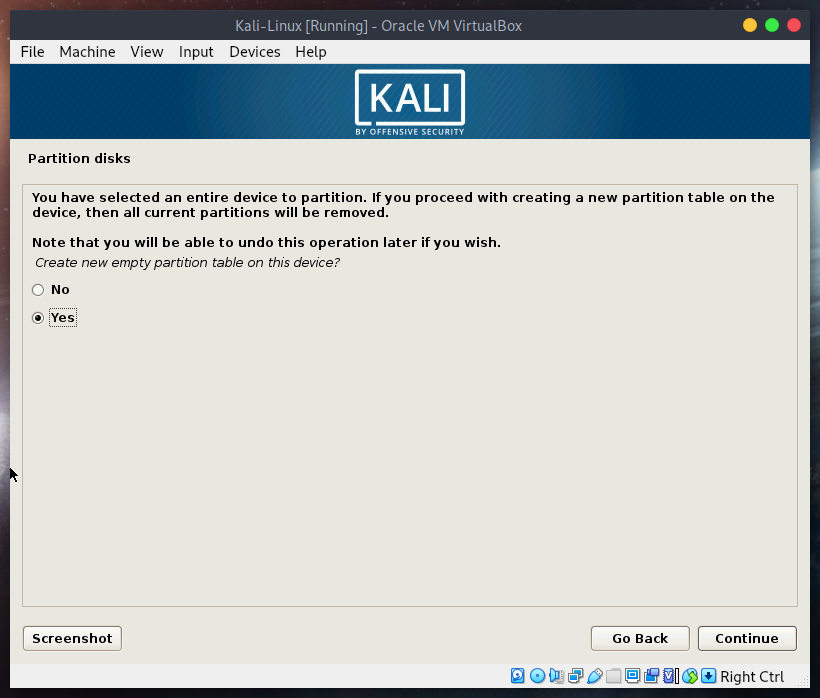 Kali-Linux [Running] - Oracle VM VirtualBox
File Machine View Input Devices Help
KALI
BY OFFENSIVE SECURITY
Partition disks
You have selected an entire device to partition. If you proceed with creating a new partition table on the
device, then all current partitions will be removed.
Note that you will be able to undo this operation later if you wish.
Create new empty partition table on this device?
No
Yes
Screenshot Go Back Continue
Right Ctrl